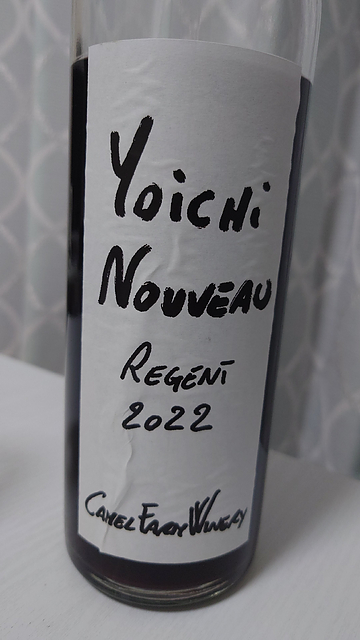 Yoichi
Nouveau
Regent
2022
Camel Farm Winery